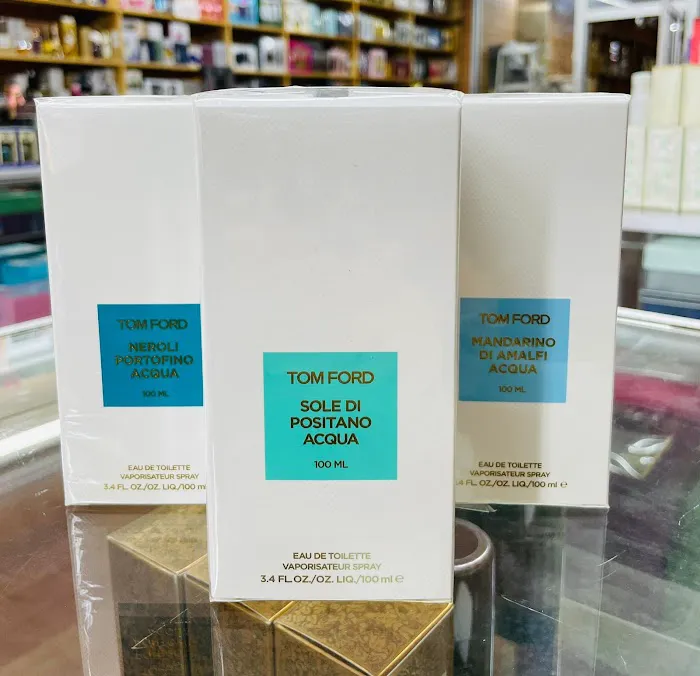 TOM FORD
NEROLI
PORTOFINO
ACQUA
100 ML
EAU DE TOILETTE
VAPORISATEUR SPRAY
3.4 FL. OZ./OZ. LIQ./100 ml
TOM FORD
SOLE DI
POSITANO
ACQUA
100 ML
EAU DE TOILETTE
VAPORISATEUR SPRAY
3.4 FL.OZ./OZ. LIQ./100 ml ℮
TOM FORD
MANDARINO
DI AMALFI
ACQUA
100 ML
EAU DE TOILETTE
VAPORISATEUR SPRAY
.4 FL. OZ./OZ. LIQ./100 ml ℮